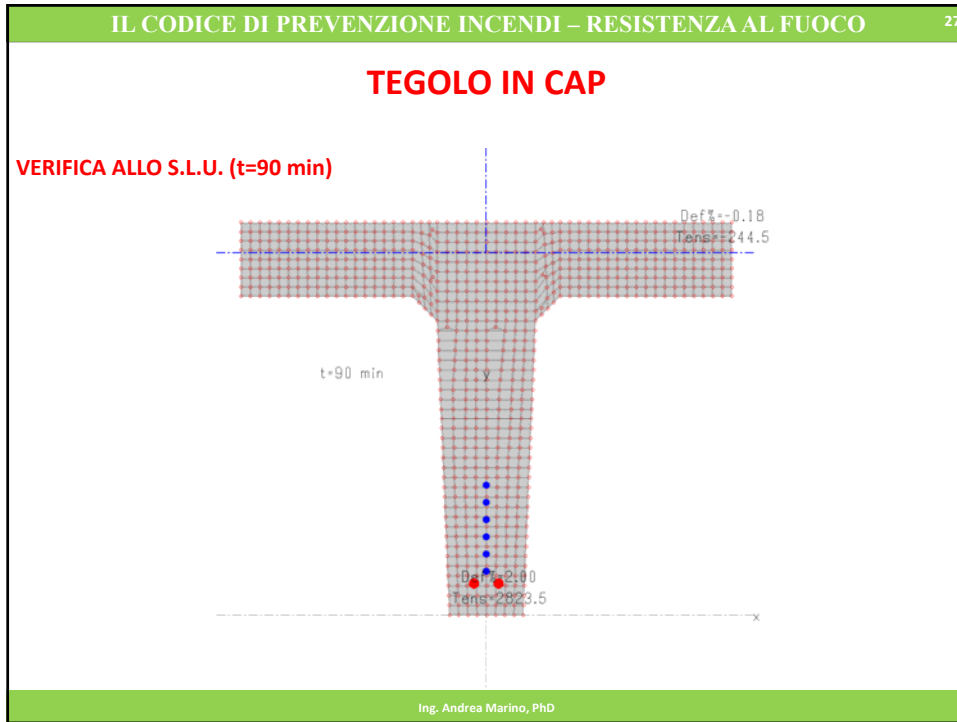 IL CODICE DI PREVENZIONE INCENDI – RESISTENZA AL FUOCO
27
TEGOLO IN CAP
VERIFICA ALLO S.L.U. (t=90 min)
Def%=-0.18
Tens=-244.5
t=90 min
y
Def%=2.00
Tens=2823.5
x
Ing. Andrea Marino, PhD